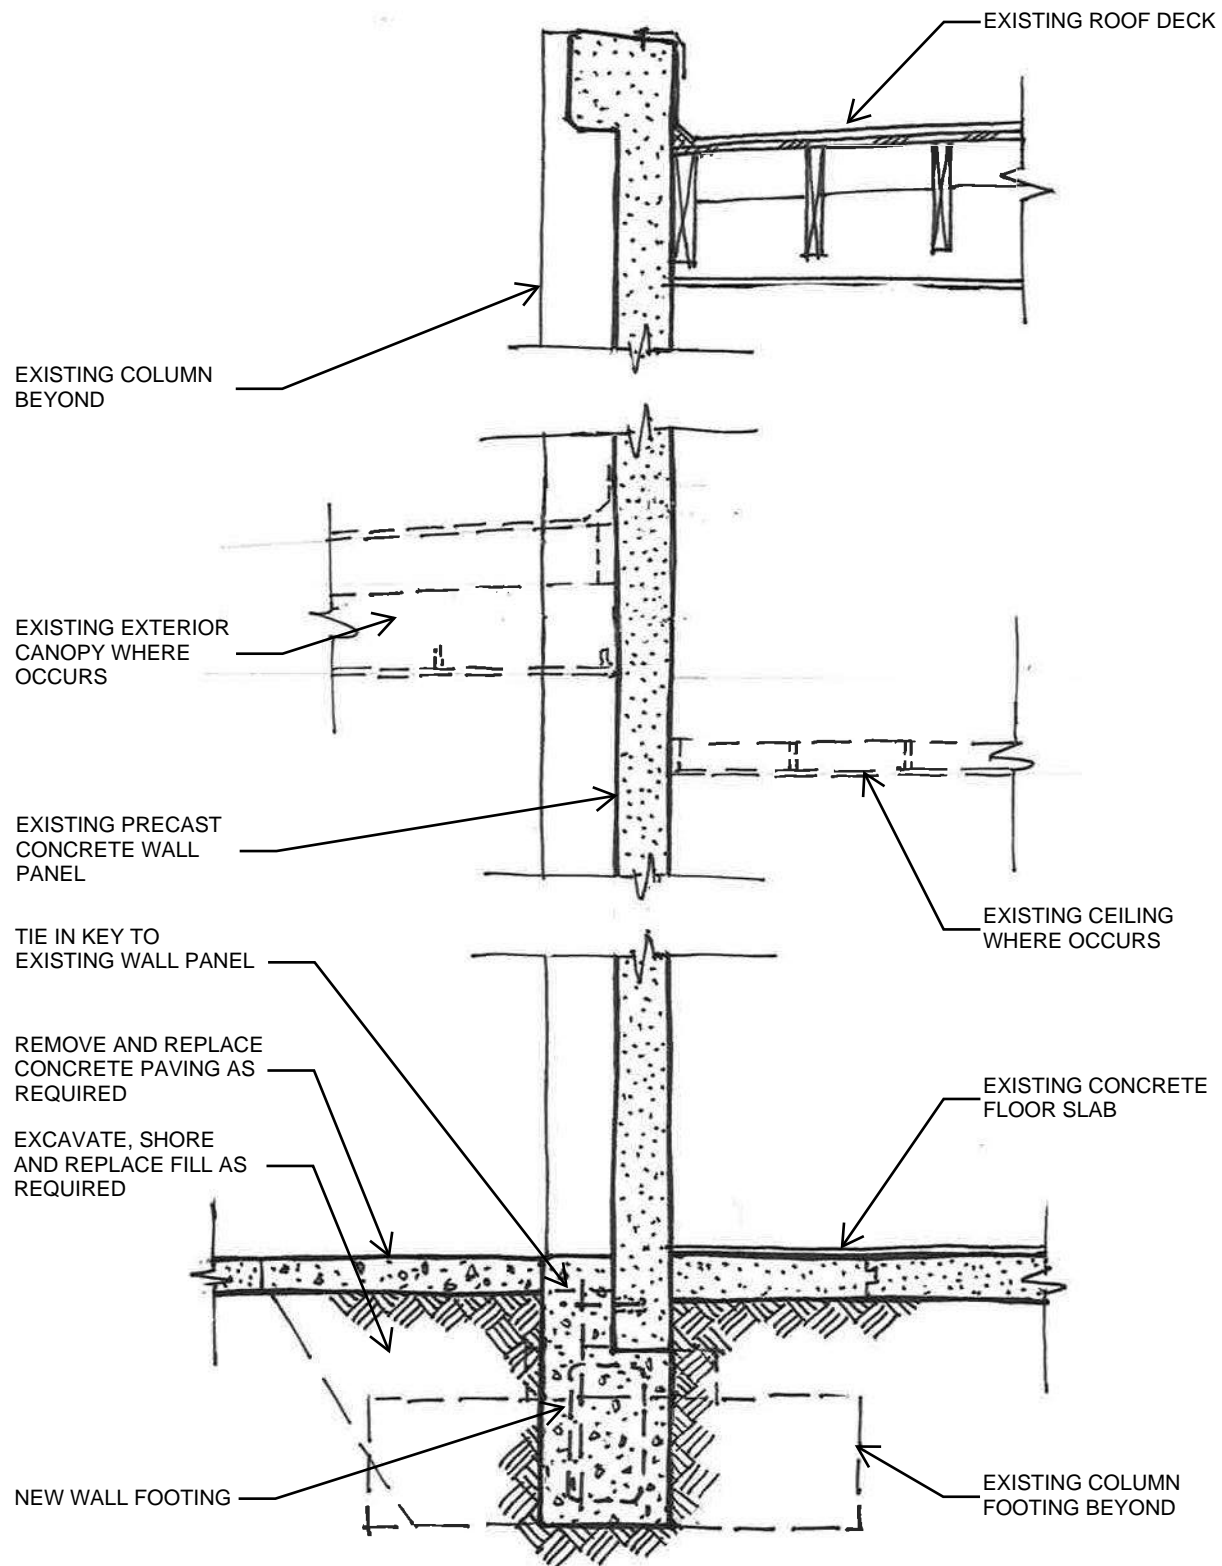 EXISTING ROOF DECK
EXISTING COLUMN
BEYOND
EXISTING EXTERIOR
CANOPY WHERE
OCCURS
EXISTING PRECAST
CONCRETE WALL
PANEL
EXISTING CEILING
WHERE OCCURS
TIE IN KEY TO
EXISTING WALL PANEL
REMOVE AND REPLACE
CONCRETE PAVING AS
REQUIRED
EXISTING CONCRETE
FLOOR SLAB
EXCAVATE, SHORE
AND REPLACE FILL AS
REQUIRED
NEW WALL FOOTING
EXISTING COLUMN
FOOTING BEYOND